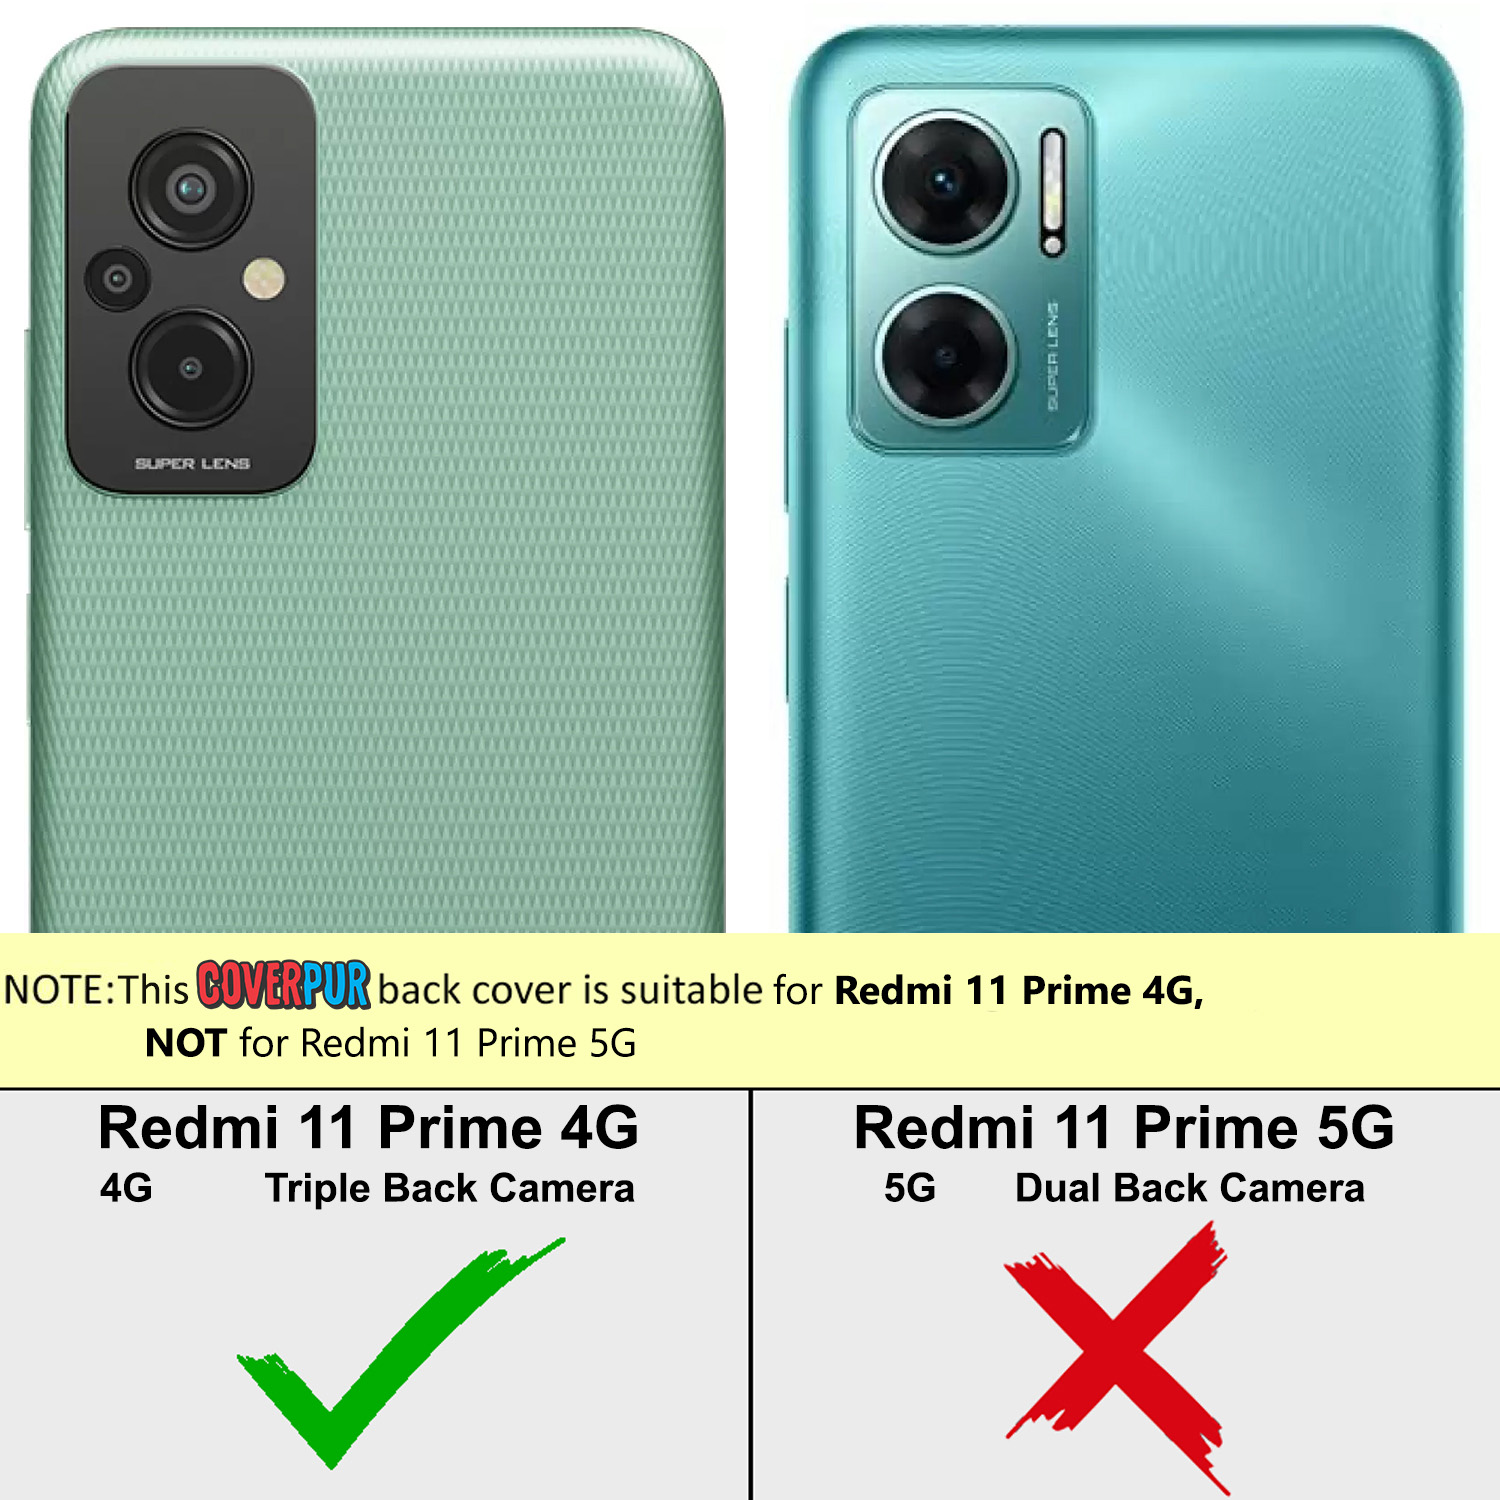 SUPER LENS
SUPER LENS
NOTE:This COVERPUR back cover is suitable for Redmi 11 Prime 4G,
NOT for Redmi 11 Prime 5G
Redmi 11 Prime 4G
4G Triple Back Camera
Redmi 11 Prime 5G
5G Dual Back Camera